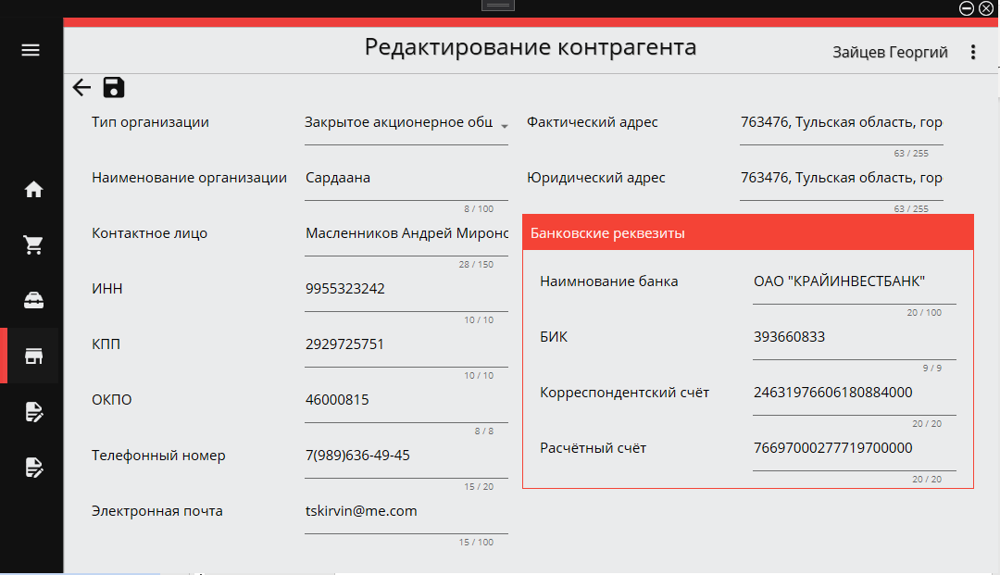 Редактирование контрагента
Зайцев Георгий
Тип организации
Закрытое акционерное общ
Наименование организации
Сардаана
8 / 100
Контактное лицо
Масленников Андрей Миронс
28 / 150
ИНН
9955323242
10 / 10
КПП
2929725751
10 / 10
ОКПО
46000815
8 / 8
Телефонный номер
7(989)636-49-45
15 / 20
Электронная почта
tskirvin@me.com
15 / 100
Фактический адрес
763476, Тульская область, гор
63 / 255
Юридический адрес
763476, Тульская область, гор
63 / 255
Банковские реквезиты
Наимнование банка
ОАО "КРАЙИНВЕСТБАНК"
20 / 100
БИК
393660833
9 / 9
Корреспондентский счёт
24631976606180884000
20 / 20
Расчётный счёт
76697000277719700000
20 / 20